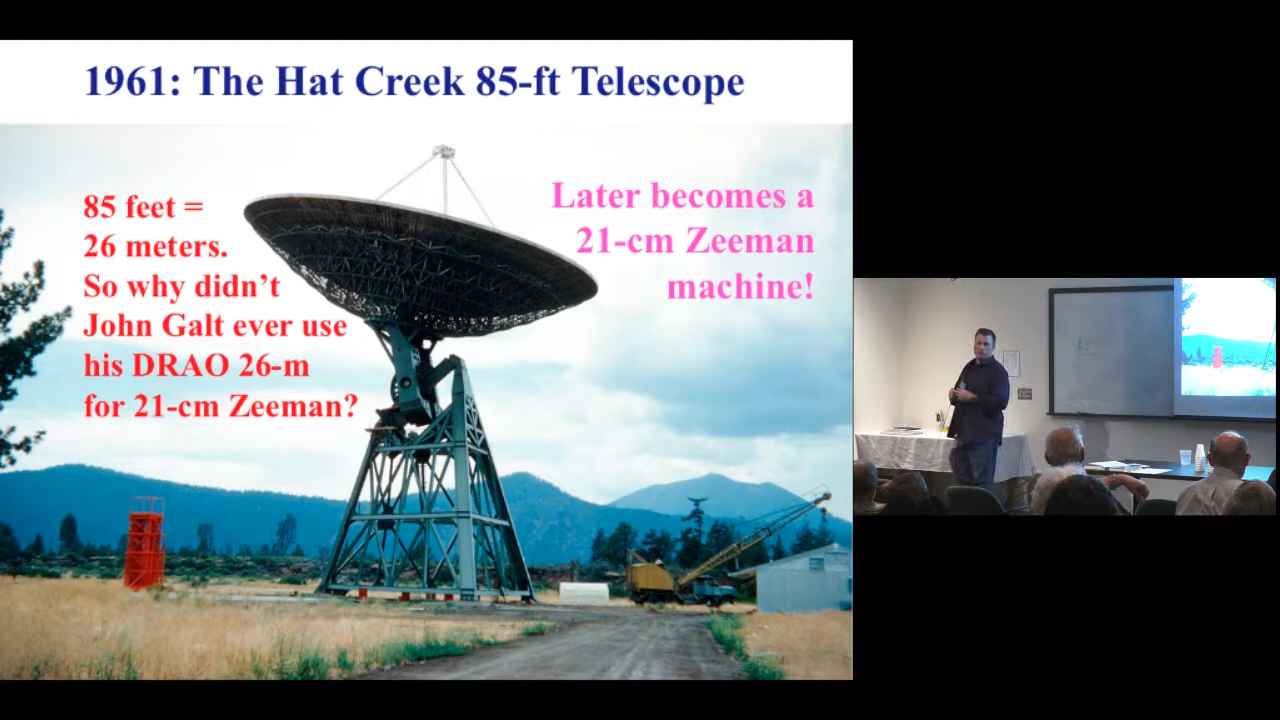 1961: The Hat Creek 85-ft Telescope
85 feet =
26 meters.
So why didn’t
John Galt ever use
his DRAO 26-m
for 21-cm Zeeman?
Later becomes a
21-cm Zeeman
machine!